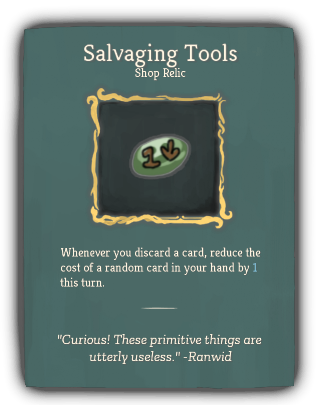 Salvaging Tools
Shop Relic
1
Whenever you discard a card, reduce the
cost of a random card in your hand by 1
this turn.
"Curious! These primitive things are
utterly useless." -Ranwid